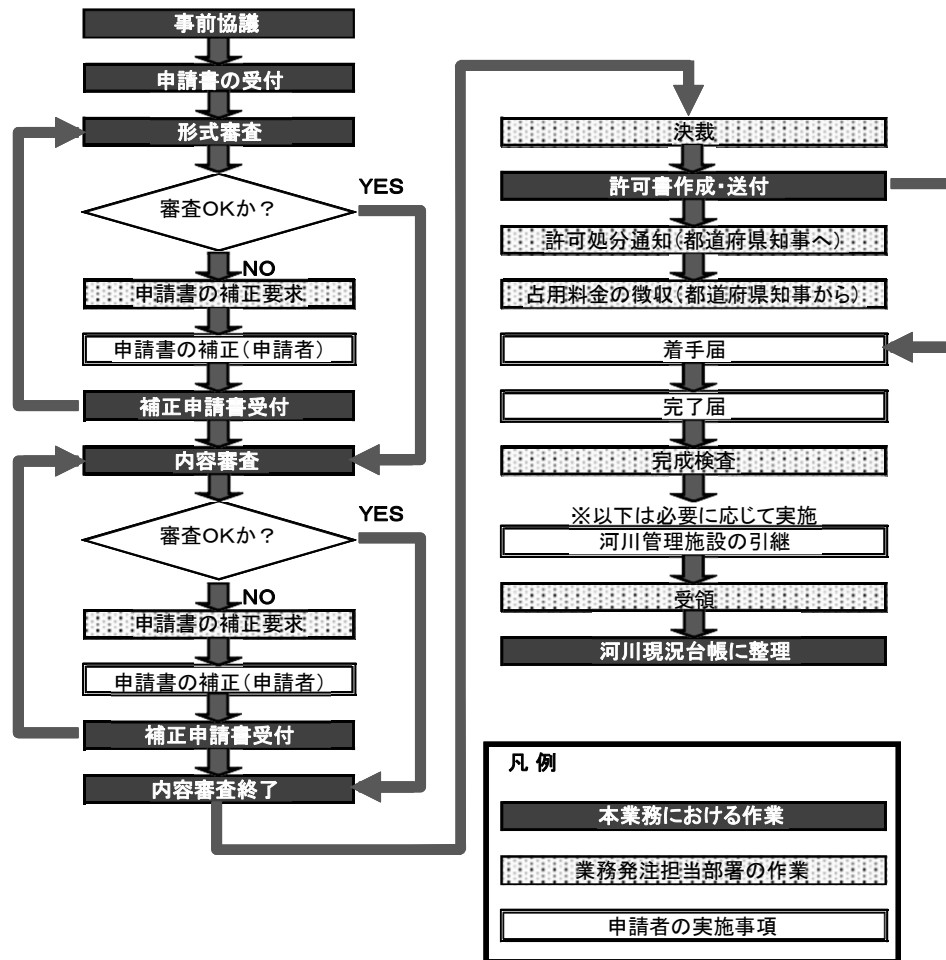 事前協議
申請書の受付
形式審査
YES
審査OKか？
NO
申請書の補正要求
申請書の補正（申請者）
補正申請書受付
内容審査
YES
審査OKか？
NO
申請書の補正要求
申請書の補正（申請者）
補正申請書受付
内容審査終了
決裁
許可書作成・送付
許可処分通知（都道府県知事へ）
占用料金の徴収（都道府県知事から）
着手届
完了届
完成検査
※以下は必要に応じて実施
河川管理施設の引継
受領
河川現況台帳に整理
凡 例
本業務における作業
業務発注担当部署の作業
申請者の実施事項